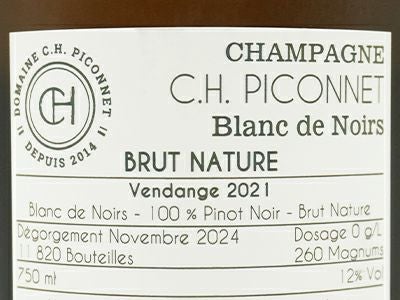 DOMAINE C.H. PICONNET
CH
DEPUIS 2014
CHAMPAGNE
C.H. PICONNET
Blanc de Noirs
BRUT NATURE
Vendange 2021
Blanc de Noirs - 100 % Pinot Noir - Brut Nature
Dégorgement Novembre 2024 Dosage 0 g/L
11 820 Bouteilles 260 Magnums
750 ml 12% Vol